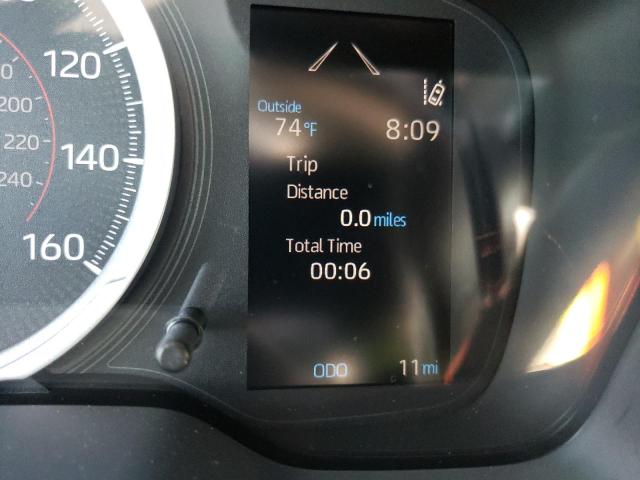 120
140
160
200
220
240
Outside
74°F 8:09
Trip
Distance
0.0 miles
Total Time
00:06
ODO 11 mi